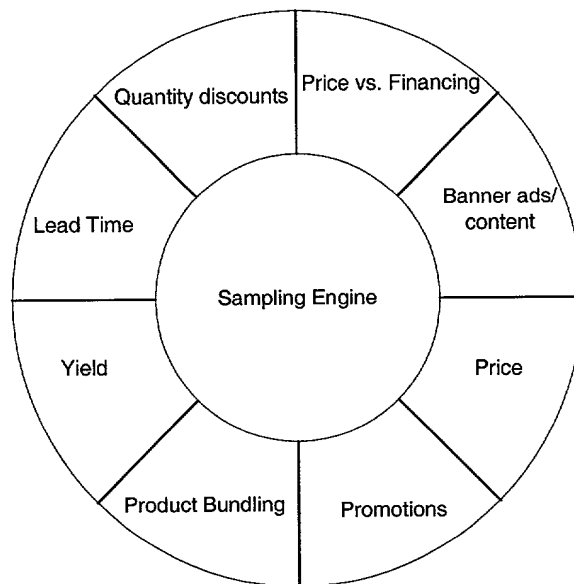 Quantity discounts
Price vs. Financing
Banner ads/
content
Lead Time
Sampling Engine
Yield
Price
Product Bundling
Promotions